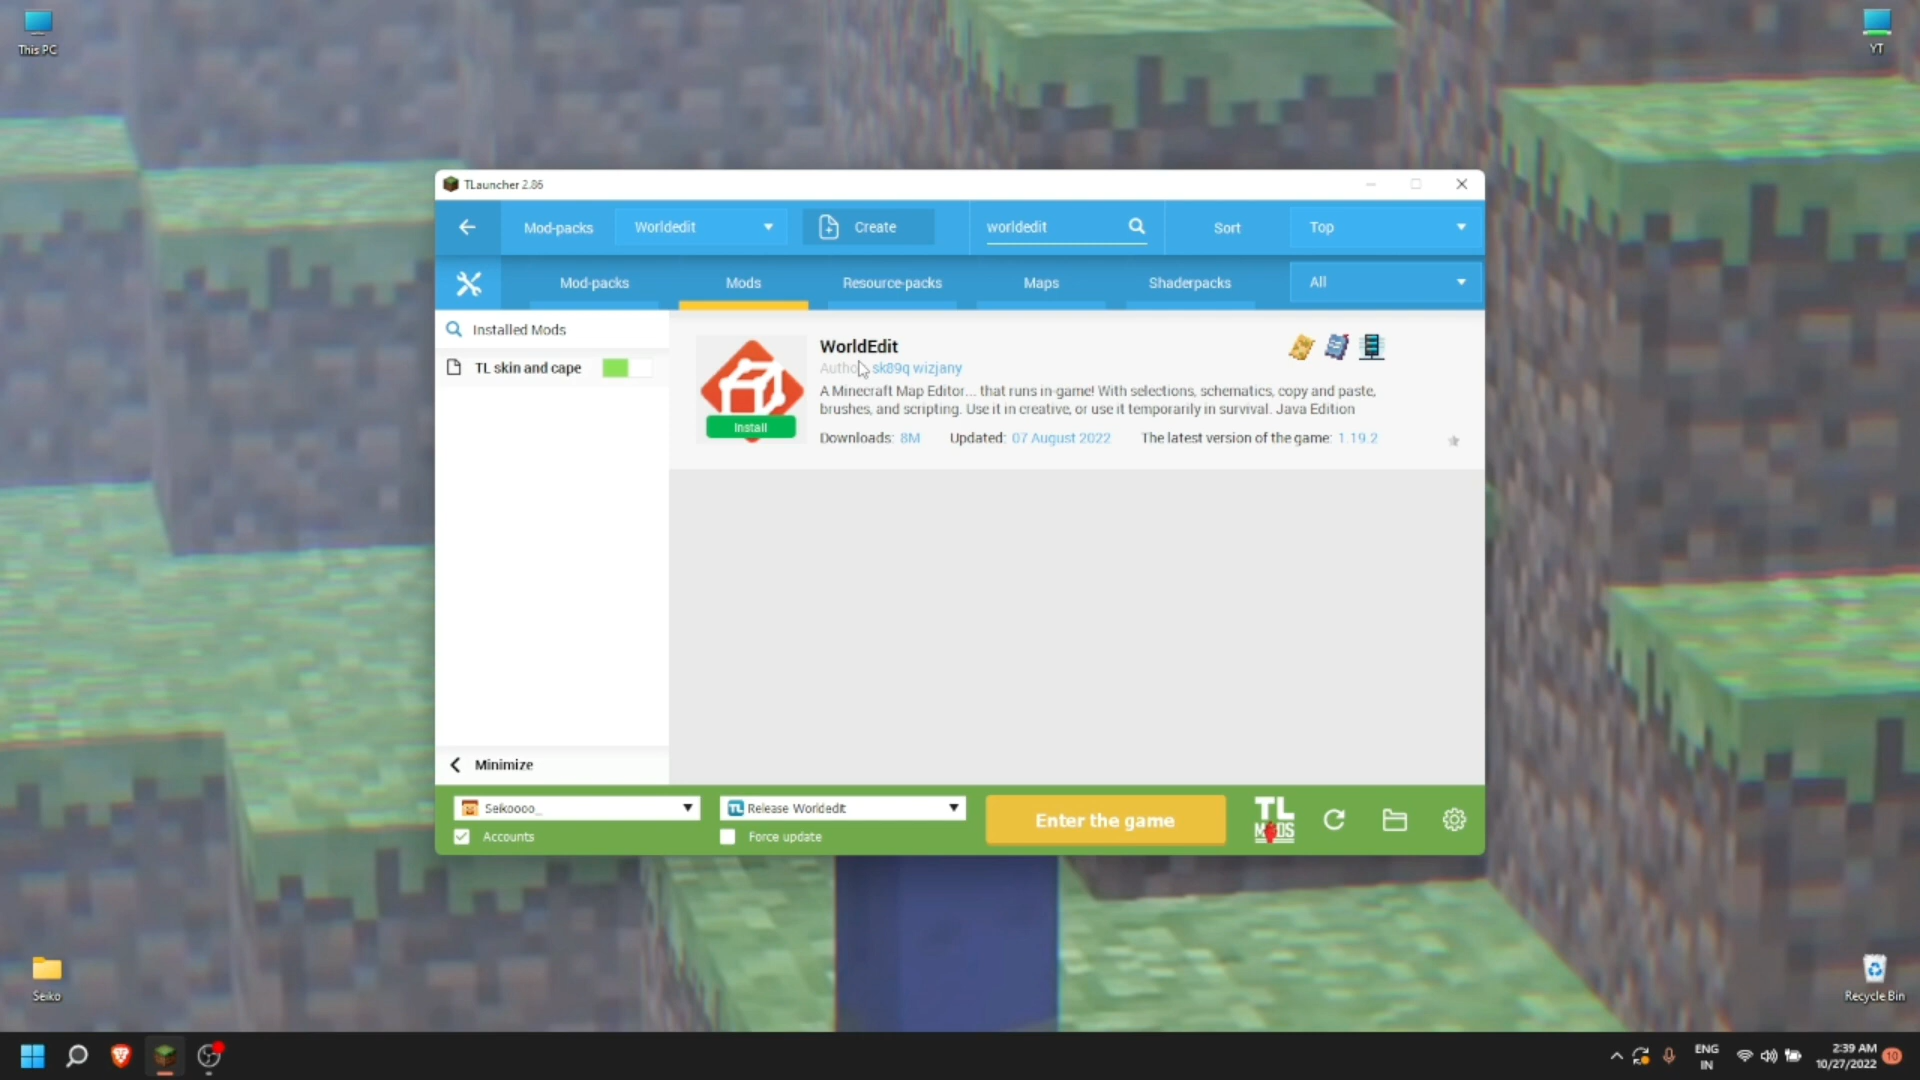 This PC
YT
TLauncher 2.86
Mod-packs
Worldedit
Create
worldedit
Sort
Top
Mod-packs
Mods
Resource-packs
Maps
Shaderpacks
All
Installed Mods
TL skin and cape
WorldEdit
Autho sk89q wizjany
A Minecraft Map Editor... that runs in-game! With selections, schematics, copy and paste,
brushes, and scripting. Use it in creative, or use it temporarily in survival. Java Edition
Install
Downloads: 8M Updated: 07 August 2022 The latest version of the game: 1.19.2
Minimize
Seikoooo_
TL Release Worldedit
Enter the game
TL
MODS
Accounts
Force update
Seiko
Recycle Bin
ENG
IN
2:39 AM
10/27/2022
10